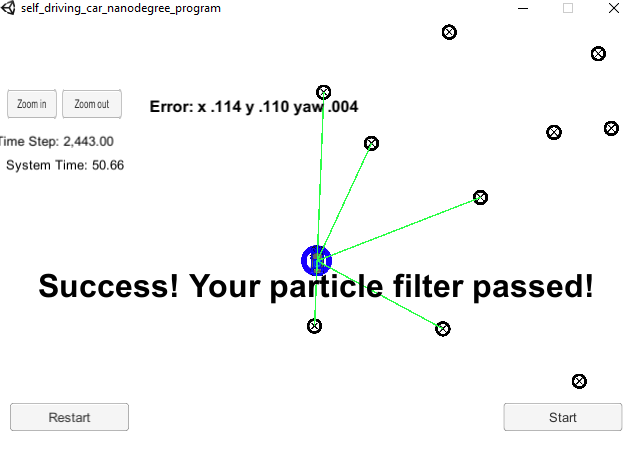 self_driving_car_nanodegree_program
Zoom in Zoom out
Error: x .114 y .110 yaw .004
Time Step: 2,443.00
System Time: 50.66
Success! Your particle filter passed!
Restart Start